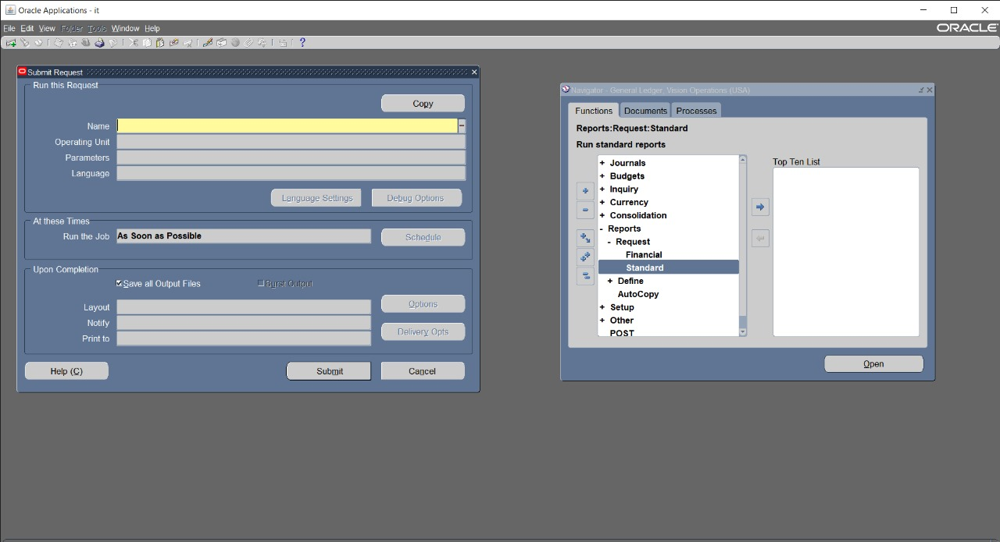 Oracle Applications - it
File Edit View Folder Tools Window Help
ORACLE
Submit Request
Run this Request
Copy
Name
Operating Unit
Parameters
Language
Language Settings
Debug Options
At these Times
Run the Job
As Soon as Possible
Schedule
Upon Completion
Save all Output Files
Burst Output
Layout
Options
Notify
Delivery Opts
Print to
Help (C)
Submit
Cancel
Navigator - General Ledger, Vision Operations (USA)
Functions
Documents
Processes
Reports:Request:Standard
Run standard reports
+ Journals
+ Budgets
+ Inquiry
+ Currency
+ Consolidation
- Reports
- Request
Financial
Standard
+ Define
AutoCopy
+ Setup
+ Other
POST
Top Ten List
Open